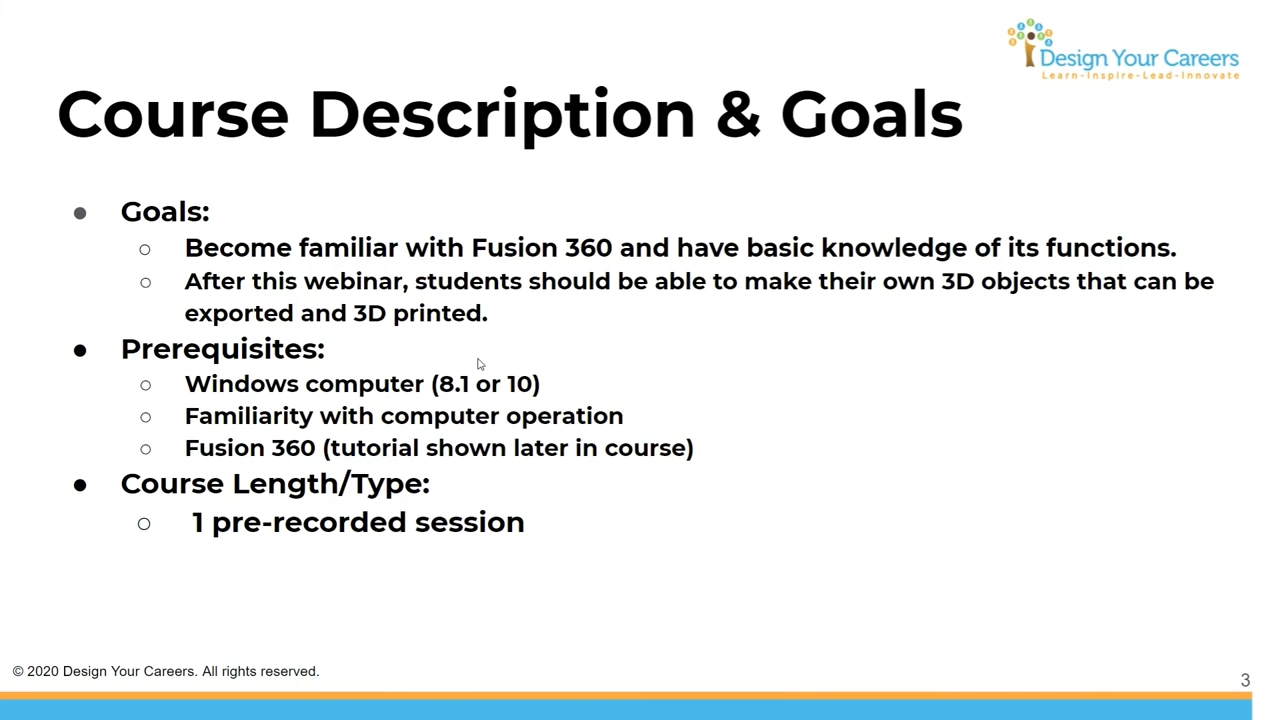 Design Your Careers
Learn-Inspire-Lead-Innovate
Course Description & Goals
● Goals:
○ Become familiar with Fusion 360 and have basic knowledge of its functions.
○ After this webinar, students should be able to make their own 3D objects that can be
exported and 3D printed.
● Prerequisites:
○ Windows computer (8.1 or 10)
○ Familiarity with computer operation
○ Fusion 360 (tutorial shown later in course)
● Course Length/Type:
○ 1 pre-recorded session
© 2020 Design Your Careers. All rights reserved.
3